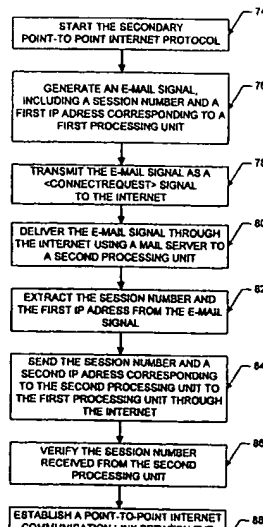 74
START THE SECONDARY
POINT-TO POINT INTERNET
PROTOCOL
76
GENERATE AN E-MAIL SIGNAL,
INCLUDING A SESSION NUMBER AND A
FIRST IP ADRESS CORRESPONDING TO A
FIRST PROCESSING UNIT
78
TRANSMIT THE E-MAIL SIGNAL AS A
<CONNECTREQUEST> SIGNAL
TO THE INTERNET
80
DELIVER THE E-MAIL SIGNAL THROUGH
THE INTERNET USING A MAIL SERVER TO
A SECOND PROCESSING UNIT
82
EXTRACT THE SESSION NUMBER AND
THE FIRST IP ADRESS FROM THE E-MAIL
SIGNAL
84
SEND THE SESSION NUMBER AND A
SECOND IP ADRESS CORRESPONDING
TO THE SECOND PROCESSING UNIT TO
THE FIRST PROCESSING UNIT THROUGH
THE INTERNET
86
VERIFY THE SESSION NUMBER
RECEIVED FROM THE SECOND
PROCESSING UNIT
88
ESTABLISH A POINT-TO-POINT INTERNET